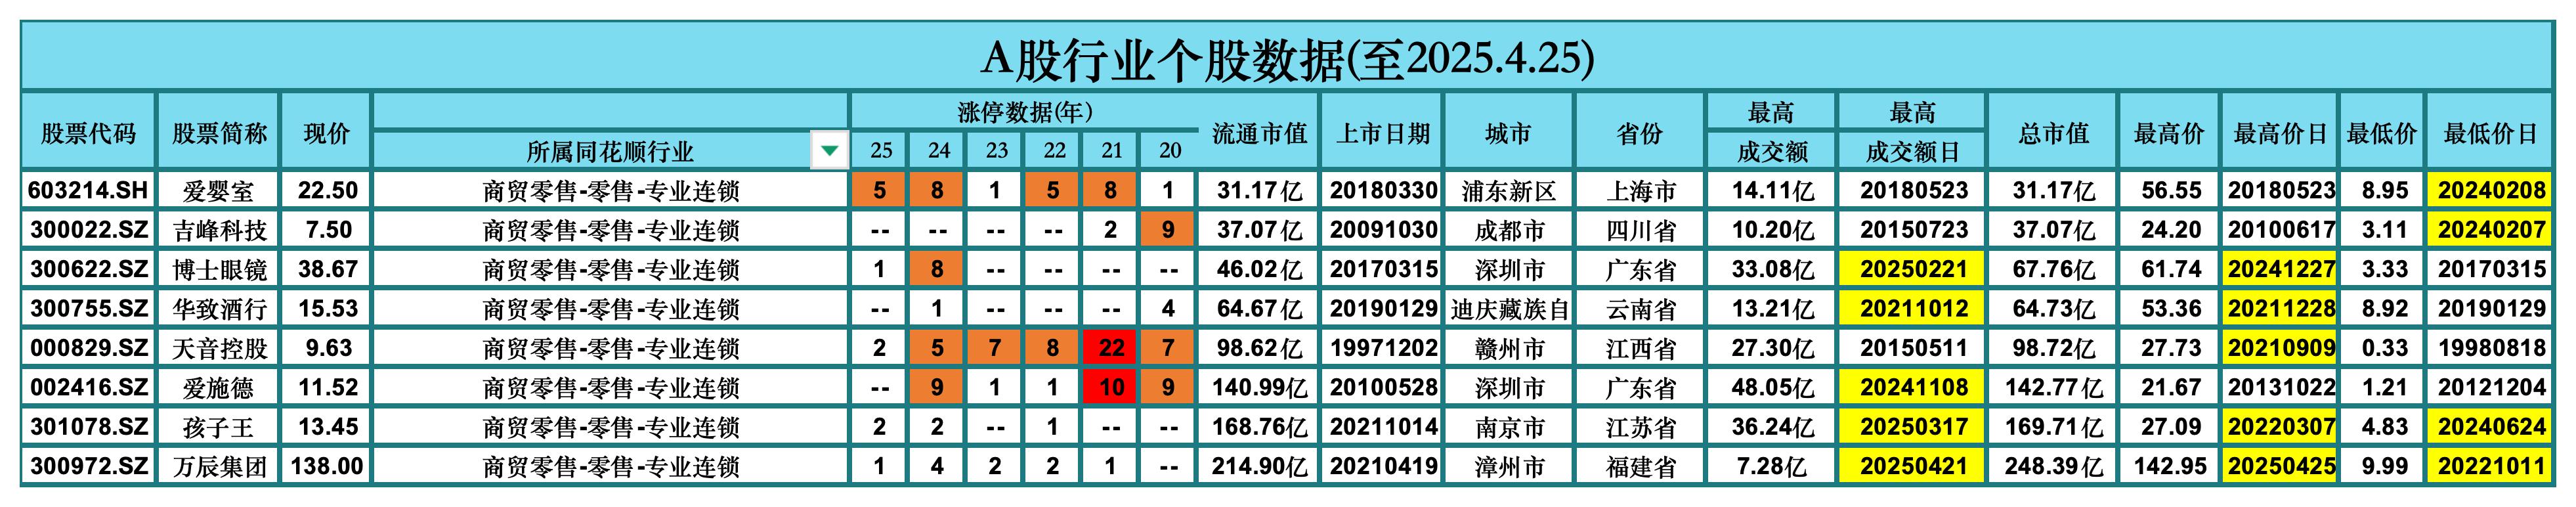 A股行业个股数据(至2025.4.25)
股票代码 股票简称 现价 所属同花顺行业 涨停数据(年) 流通市值 上市日期 城市 省份 最高 最高 总市值 最高价 最高价日 最低价 最低价日
25 24 23 22 21 20 成交额 成交额日
603214.SH 爱婴室 22.50 商贸零售-零售-专业连锁 5 8 1 5 8 1 31.17亿 20180330 浦东新区 上海市 14.11亿 20180523 31.17亿 56.55 20180523 8.95 20240208
300022.SZ 吉峰科技 7.50 商贸零售-零售-专业连锁 -- -- -- -- 2 9 37.07亿 20091030 成都市 四川省 10.20亿 20150723 37.07亿 24.20 20100617 3.11 20240207
300622.SZ 博士眼镜 38.67 商贸零售-零售-专业连锁 1 8 -- -- -- -- 46.02亿 20170315 深圳市 广东省 33.08亿 20250221 67.76亿 61.74 20241227 3.33 20170315
300755.SZ 华致酒行 15.53 商贸零售-零售-专业连锁 -- 1 -- -- -- 4 64.67亿 20190129 迪庆藏族自 云南省 13.21亿 20211012 64.73亿 53.36 20211228 8.92 20190129
000829.SZ 天音控股 9.63 商贸零售-零售-专业连锁 2 5 7 8 22 7 98.62亿 19971202 赣州市 江西省 27.30亿 20150511 98.72亿 27.73 20210909 0.33 19980818
002416.SZ 爱施德 11.52 商贸零售-零售-专业连锁 -- 9 1 1 10 9 140.99亿 20100528 深圳市 广东省 48.05亿 20241108 142.77亿 21.67 20131022 1.21 20121204
301078.SZ 孩子王 13.45 商贸零售-零售-专业连锁 2 2 -- 1 -- -- 168.76亿 20211014 南京市 江苏省 36.24亿 20250317 169.71亿 27.09 20220307 4.83 20240624
300972.SZ 万辰集团 138.00 商贸零售-零售-专业连锁 1 4 2 2 1 -- 214.90亿 20210419 漳州市 福建省 7.28亿 20250421 248.39亿 142.95 20250425 9.99 20221011